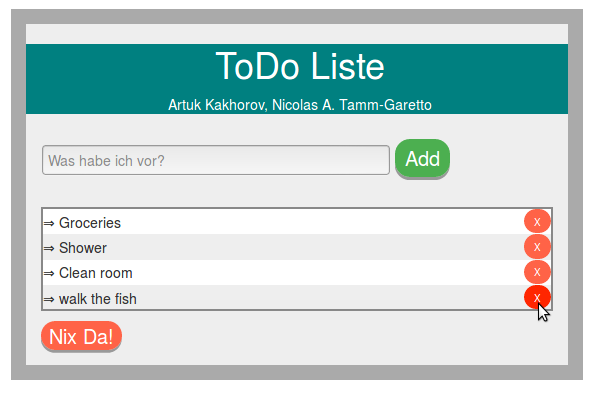 ToDo Liste
Artuk Kakhorov, Nicolas A. Tamm-Garetto
Was habe ich vor? Add
⇒ Groceries x
⇒ Shower x
⇒ Clean room x
⇒ walk the fish x
Nix Da!